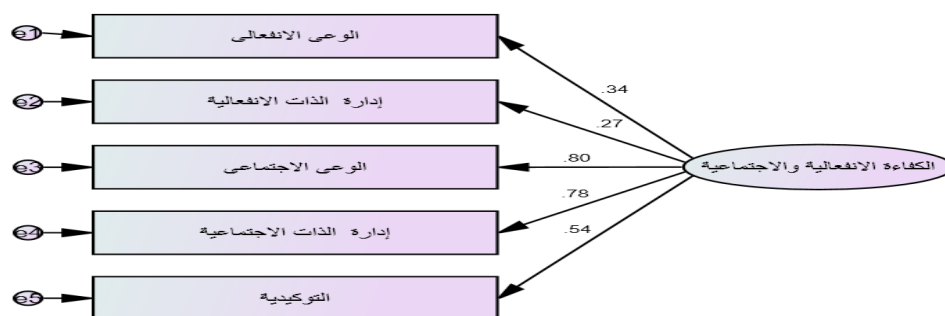 e1
الوعى الانفعالى
.34
e2
إدارة الذات الانفعالية
.27
e3
الوعى الاجتماعى
.80
الكفاءة الانفعالية والاجتماعية
e4
إدارة الذات الاجتماعية
.78
e5
التوكيدية
.54